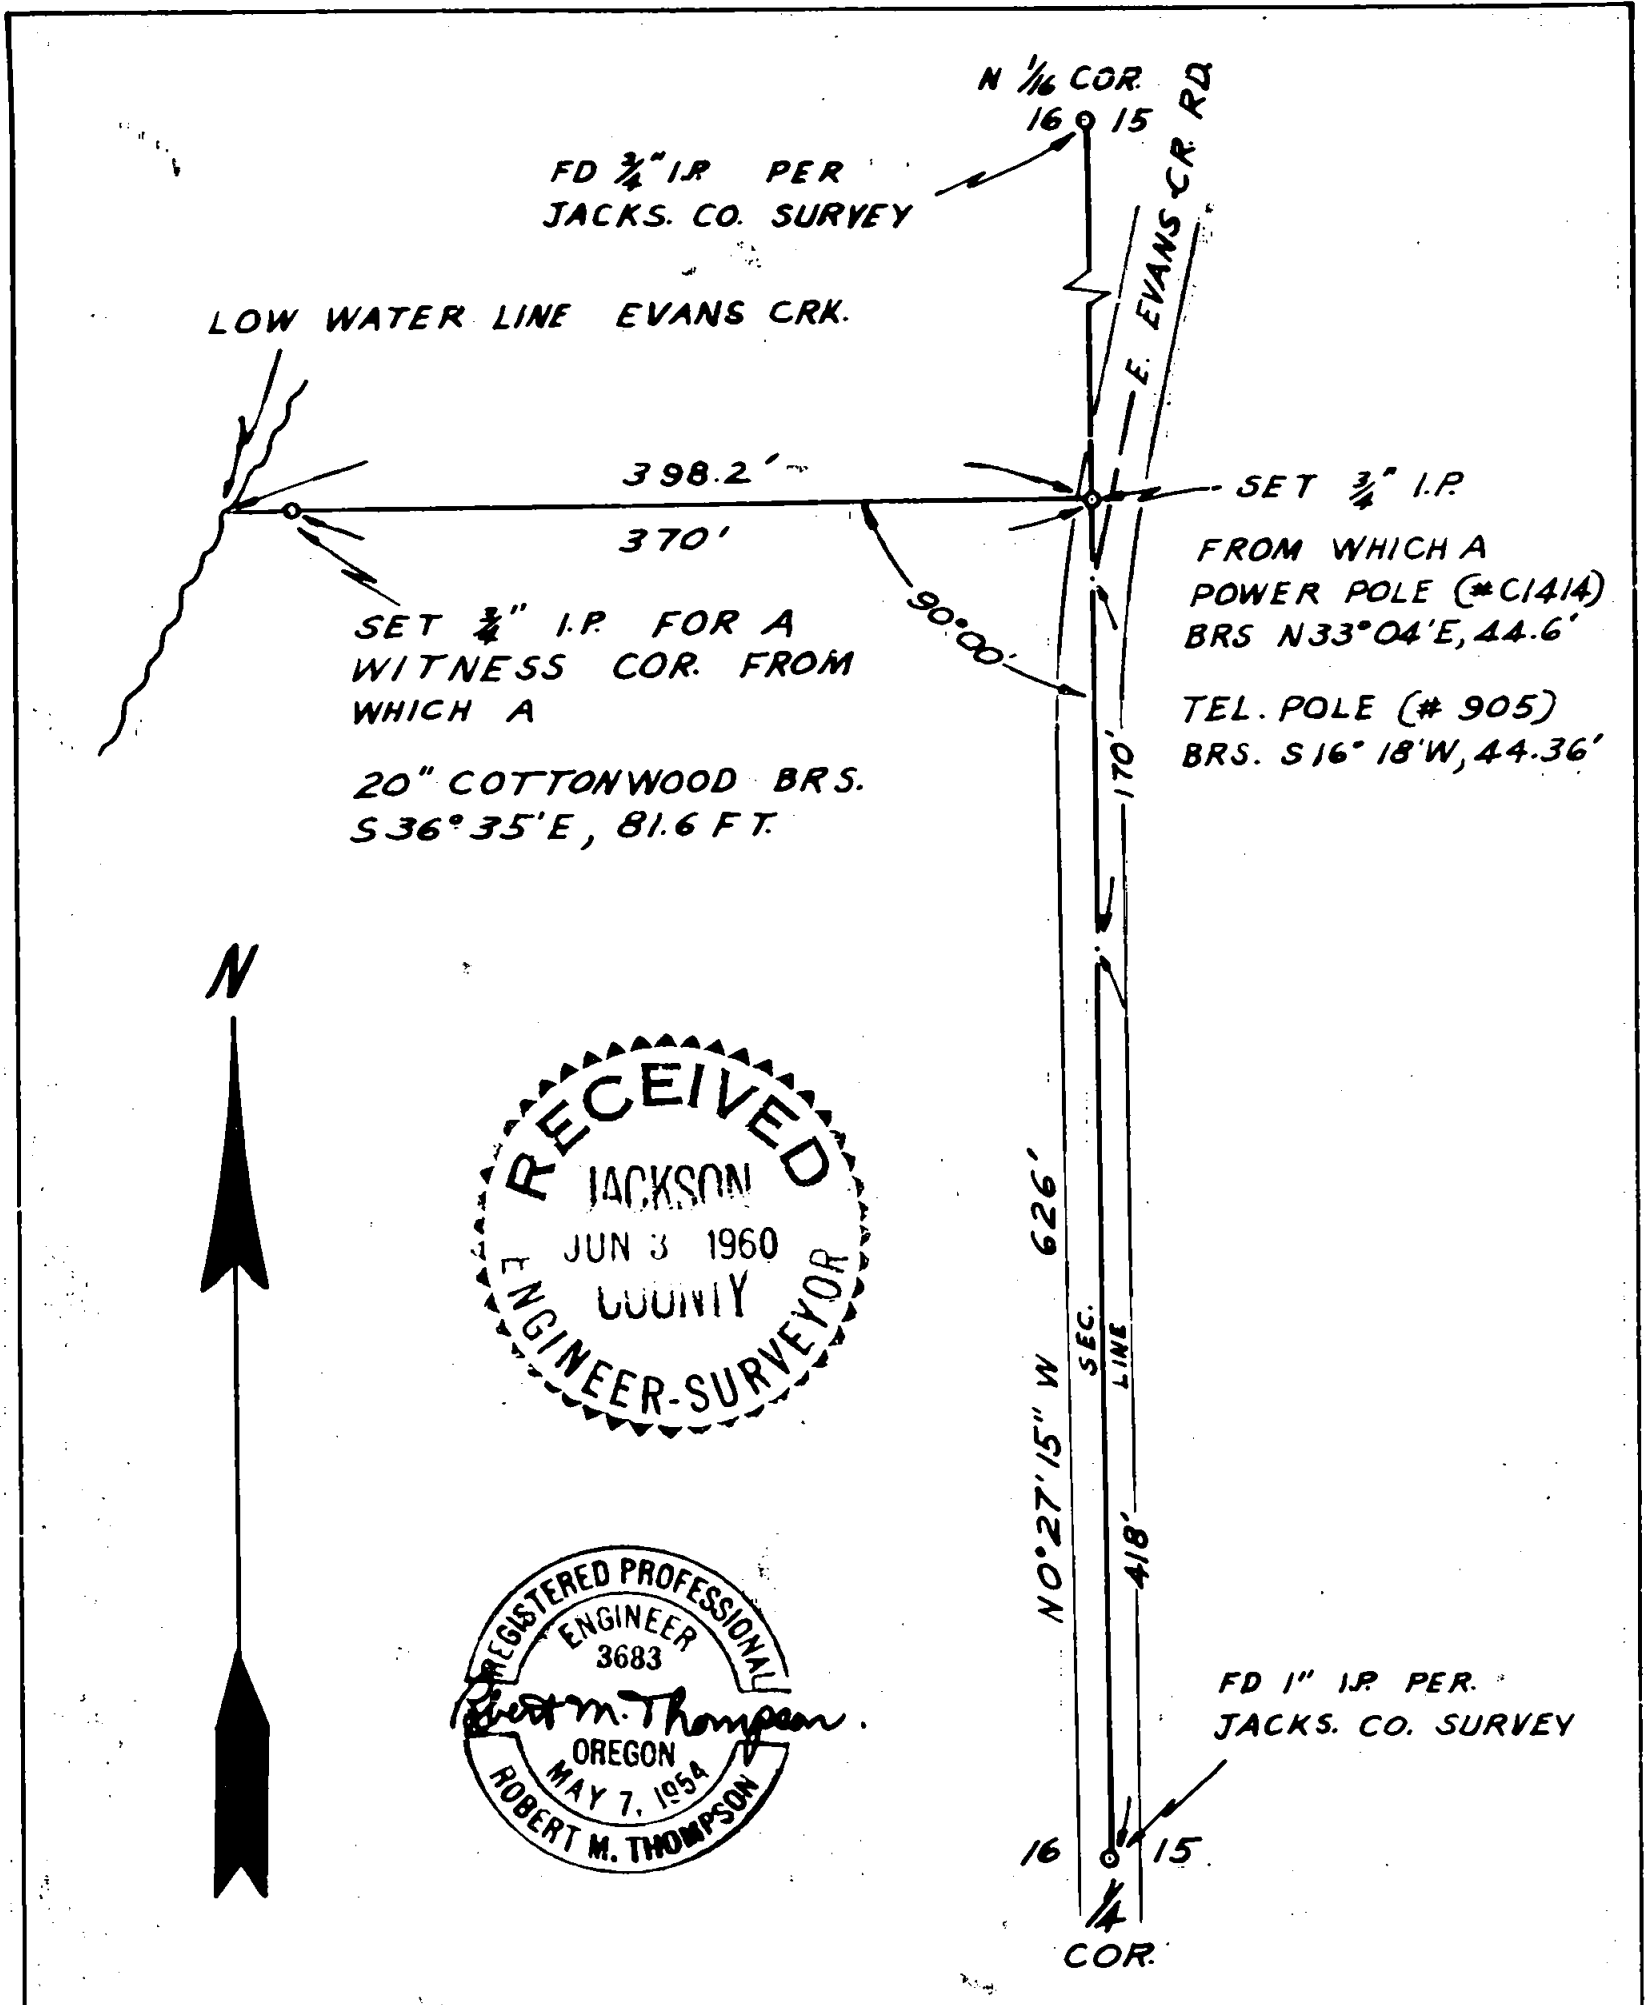 N 1/16 COR.
16 15
E. EVANS CR. RD
FD 3/4" I.P. PER
JACKS. CO. SURVEY
LOW WATER LINE EVANS CRK.
398.2'
370'
SET 3/4" I.P.
FROM WHICH A
POWER POLE (#C1414)
BRS N33°04'E, 44.6'
TEL. POLE (# 905)
BRS. S16° 18'W, 44.36'
90°00'
SET 3/4" I.P. FOR A
WITNESS COR. FROM
WHICH A
20" COTTONWOOD BRS.
S36°35'E, 81.6 FT.
170'
N
RECEIVED
JACKSON
JUN 3 1960
COUNTY
ENGINEER-SURVEYOR
N0°27'15" W 626'
SEC.
LINE
418'
REGISTERED PROFESSIONAL
ENGINEER
3683
Robert M. Thompson.
OREGON
MAY 7, 1954
ROBERT M. THOMPSON
FD 1" I.P. PER.
JACKS. CO. SURVEY
16 15
1/4
COR.